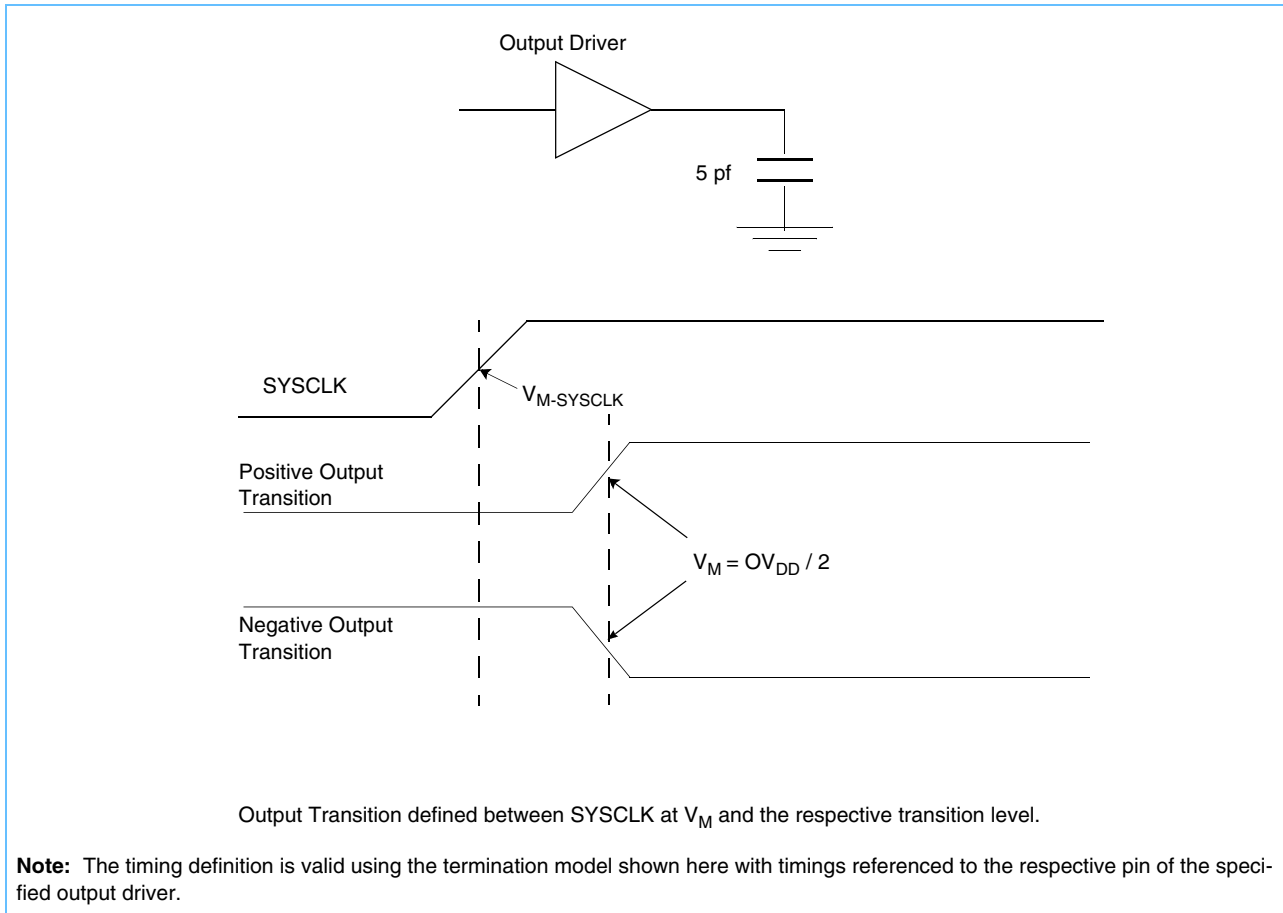 Output Driver
5 pf
SYSCLK
VM-SYSCLK
Positive Output
Transition
VM = OVDD / 2
Negative Output
Transition
Output Transition defined between SYSCLK at VM and the respective transition level.
Note: The timing definition is valid using the termination model shown here with timings referenced to the respective pin of the speci-
fied output driver.